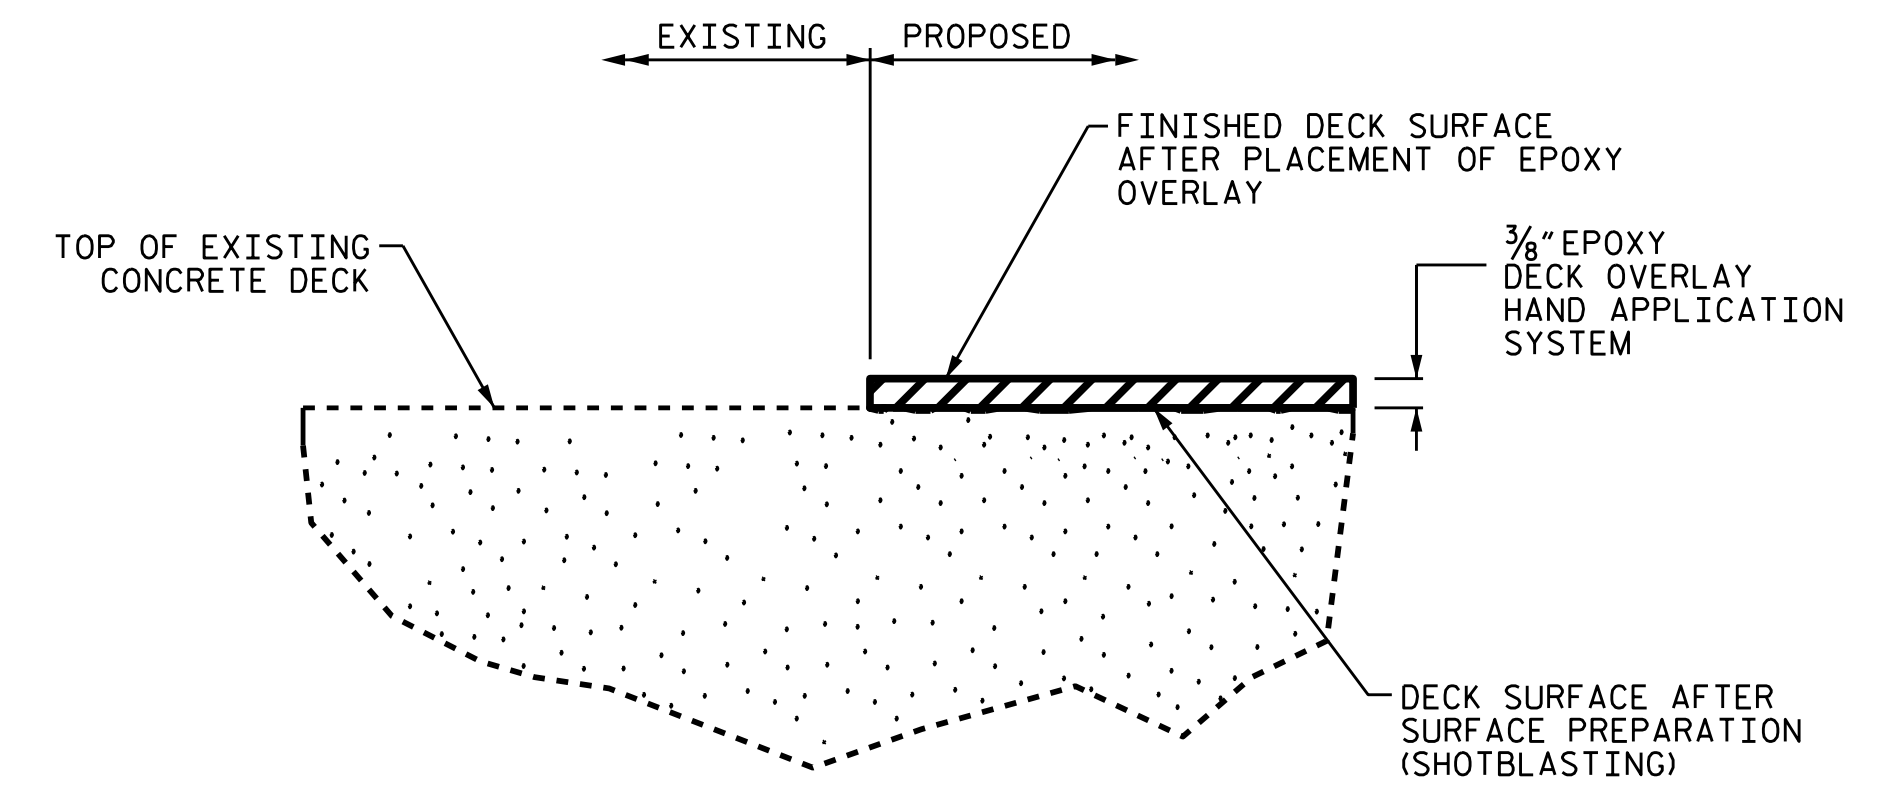 EXISTING PROPOSED
FINISHED DECK SURFACE
AFTER PLACEMENT OF EPOXY
OVERLAY
TOP OF EXISTING
CONCRETE DECK
3/8" EPOXY
DECK OVERLAY
HAND APPLICATION
SYSTEM
DECK SURFACE AFTER
SURFACE PREPARATION
(SHOTBLASTING)